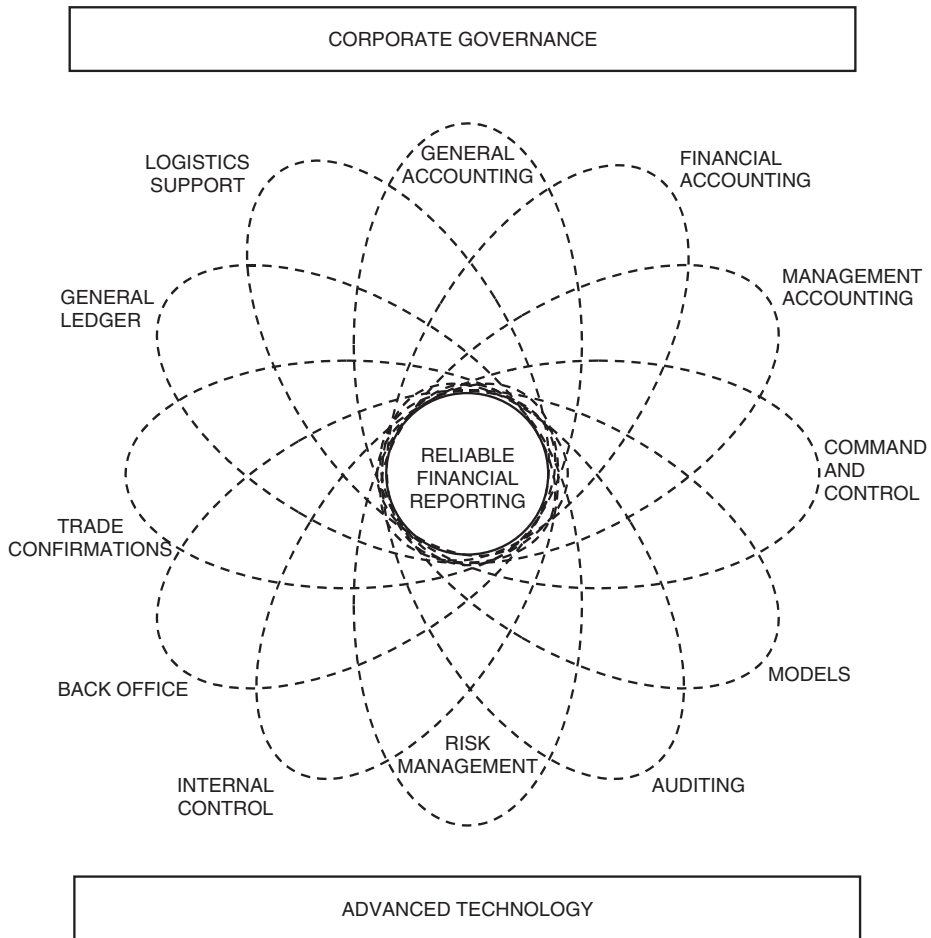 CORPORATE GOVERNANCE
GENERAL
ACCOUNTING
FINANCIAL
ACCOUNTING
MANAGEMENT
ACCOUNTING
COMMAND
AND
CONTROL
MODELS
AUDITING
RISK
MANAGEMENT
INTERNAL
CONTROL
BACK OFFICE
TRADE
CONFIRMATIONS
GENERAL
LEDGER
LOGISTICS
SUPPORT
RELIABLE
FINANCIAL
REPORTING
ADVANCED TECHNOLOGY